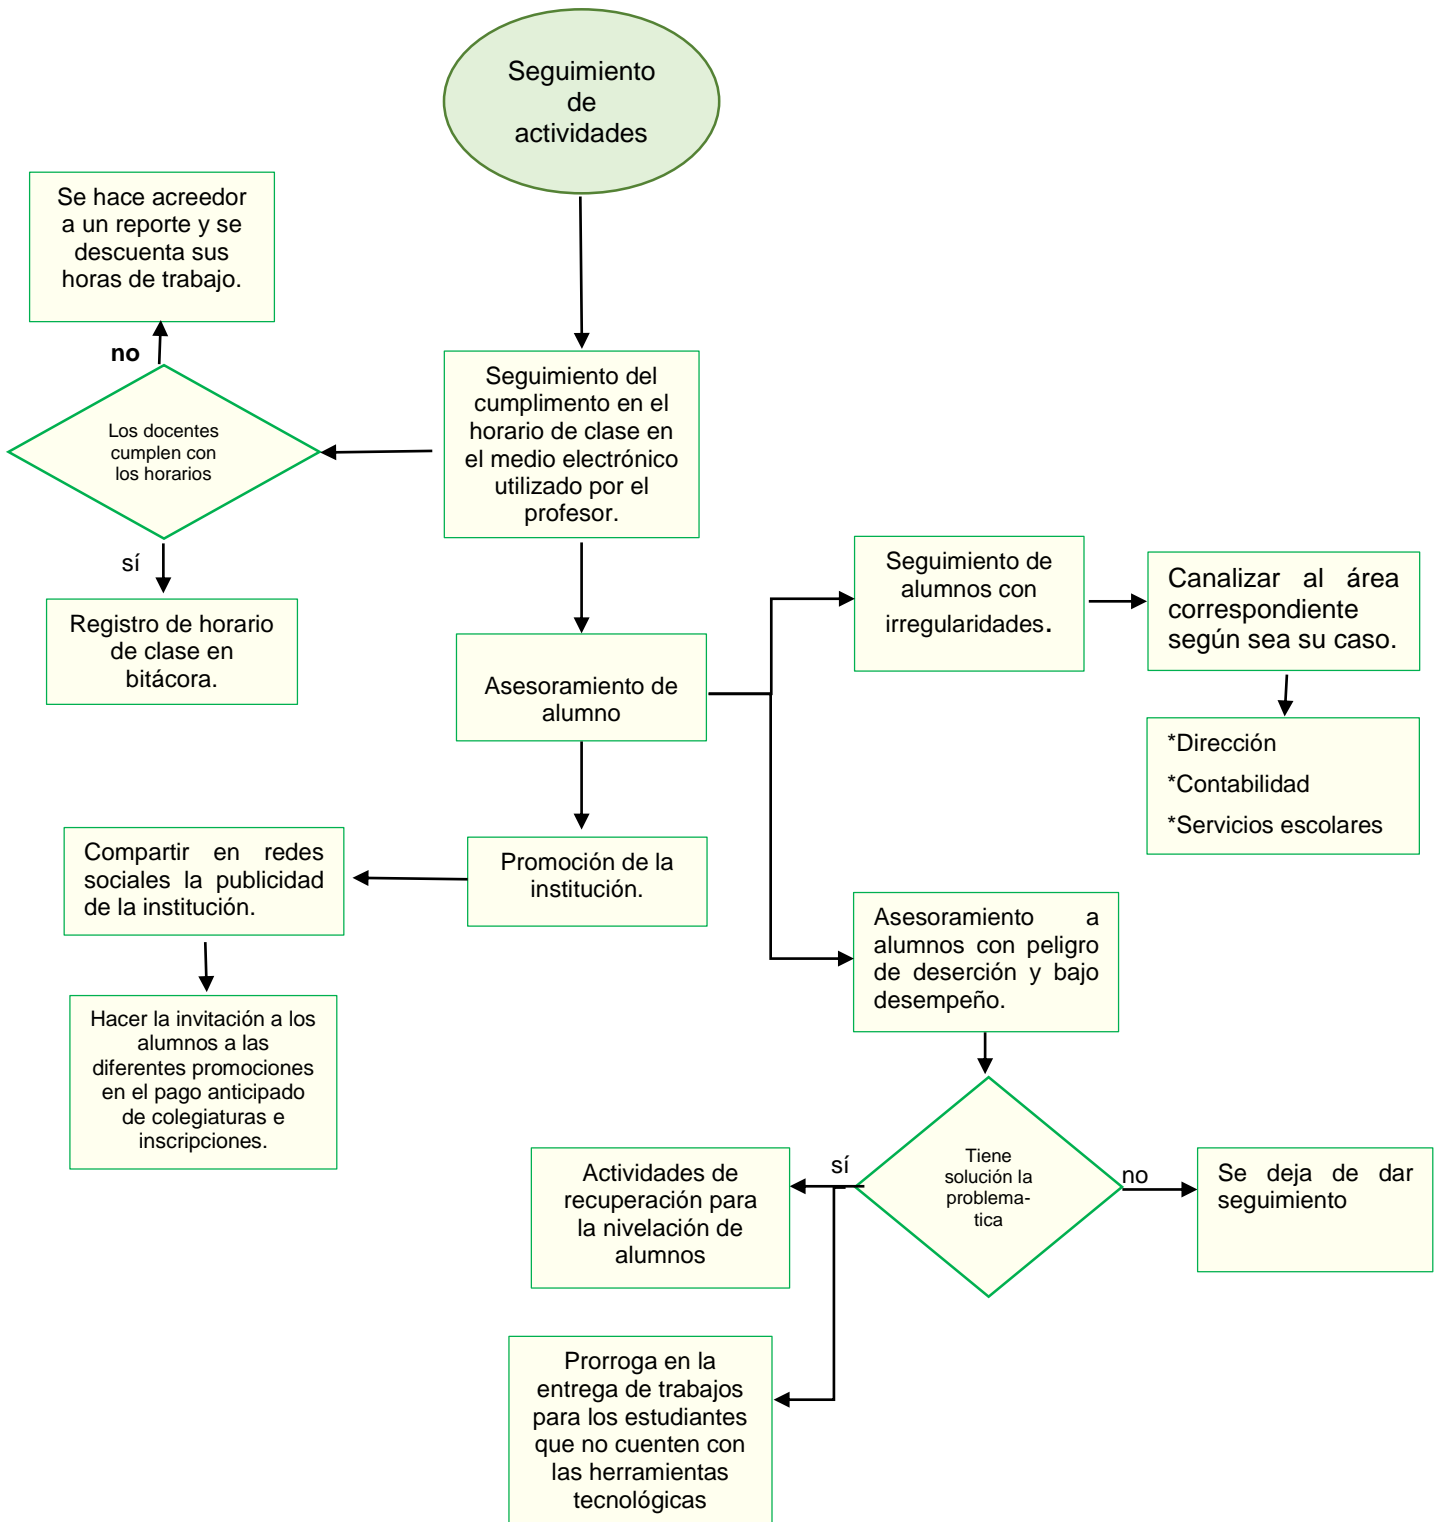 Seguimiento
de
actividades
Se hace acreedor
a un reporte y se
descuenta sus
horas de trabajo.
no
Los docentes
cumplen con
los horarios
sí
Registro de horario
de clase en
bitácora.
Seguimiento del
cumplimento en el
horario de clase en
el medio electrónico
utilizado por el
profesor.
Asesoramiento de
alumno
Seguimiento de
alumnos con
irregularidades.
Canalizar al área
correspondiente
según sea su caso.
*Dirección
*Contabilidad
*Servicios escolares
Promoción de la
institución.
Compartir en redes
sociales la publicidad
de la institución.
Hacer la invitación a los
alumnos a las
diferentes promociones
en el pago anticipado
de colegiaturas e
inscripciones.
Asesoramiento a
alumnos con peligro
de deserción y bajo
desempeño.
Tiene
solución la
problema-
tica
sí
no
Actividades de
recuperación para
la nivelación de
alumnos
Se deja de dar
seguimiento
Prorroga en la
entrega de trabajos
para los estudiantes
que no cuenten con
las herramientas
tecnológicas